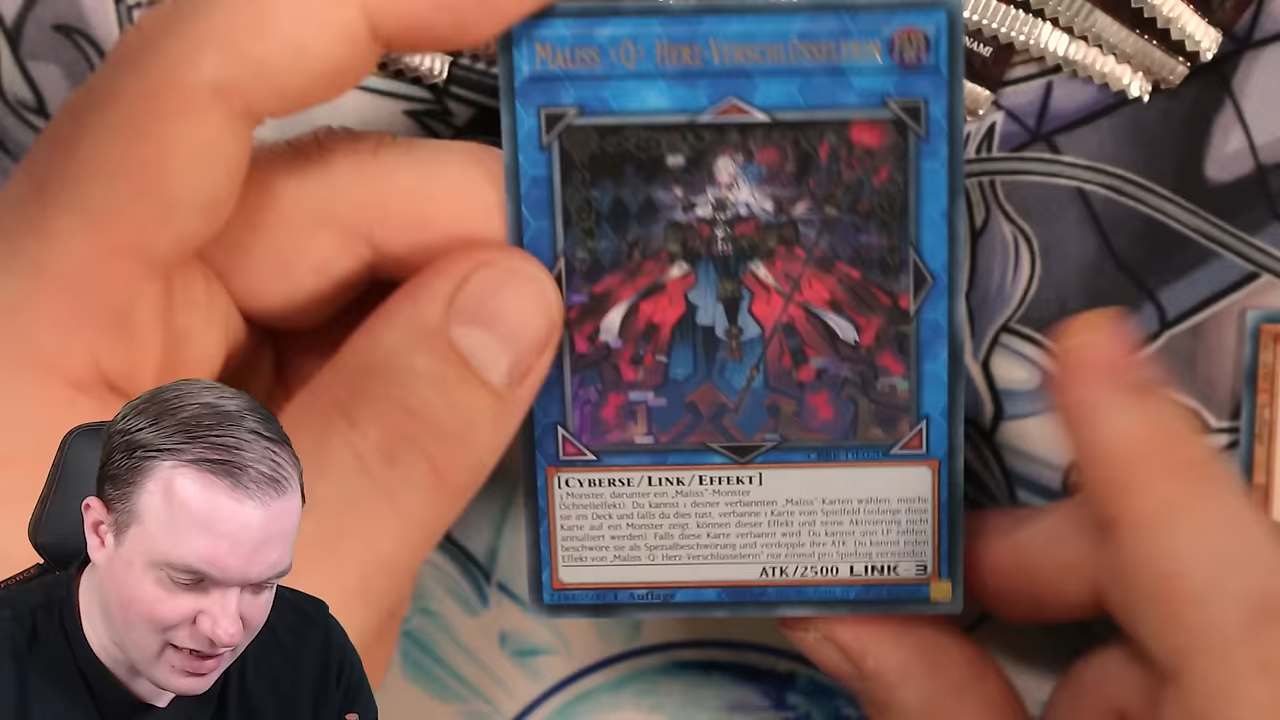 Maliss <Q> Herz-Verschlüsselerin
KONAMI
[Cyberse/Link/Effekt]
3 Monster, darunter ein „Maliss"-Monster
(Schnelleffekt): Du kannst 1 deiner verbannten „Maliss"-Karten wählen; mische
sie ins Deck und falls du dies tust, verbanne 1 Karte vom Spielfeld (solange diese
Karte auf ein Monster zeigt, können dieser Effekt und seine Aktivierung nicht
annulliert werden). Falls diese Karte verbannt wird: Du kannst 900 LP zahlen;
beschwöre sie als Spezialbeschwörung und verdopple ihre ATK. Du kannst jeden
Effekt von „Maliss <Q> Herz-Verschlüsselerin" nur einmal pro Spielzug verwenden.
ATK/2500 LINK-3
1. Auflage
FORCE